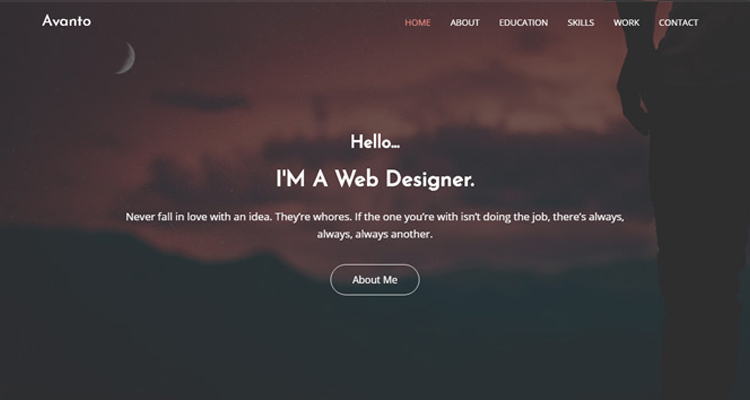 Avanto
HOME ABOUT EDUCATION SKILLS WORK CONTACT
Hello...
I'M A Web Designer.
Never fall in love with an idea. They're whores. If the one you're with isn't doing the job, there's always,
always, always another.
About Me